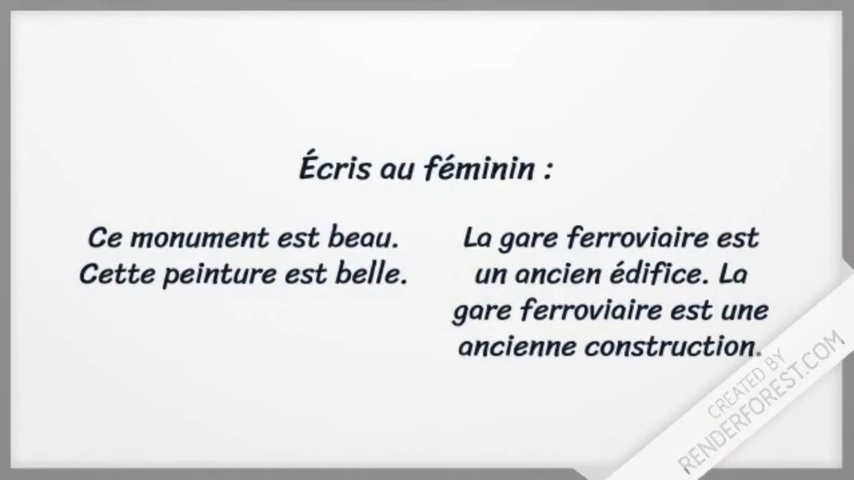 Écris au féminin :
Ce monument est beau.
Cette peinture est belle.
La gare ferroviaire est
un ancien édifice. La
gare ferroviaire est une
ancienne construction.
CREATED BY
RENDERFOREST.COM